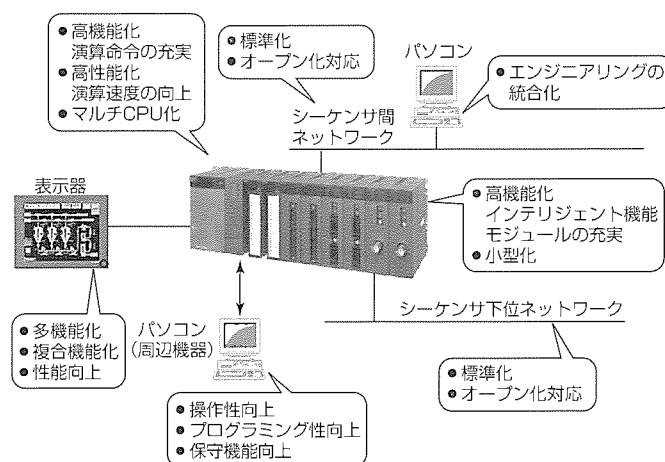 ● 高機能化
演算命令の充実
● 高性能化
演算速度の向上
● マルチCPU化
● 標準化
● オープン化対応
パソコン
● エンジニアリングの
統合化
シーケンサ間
ネットワーク
表示器
● 高機能化
インテリジェント機能
モジュールの充実
● 小型化
シーケンサ下位ネットワーク
● 多機能化
● 複合機能化
● 性能向上
パソコン
(周辺機器)
● 標準化
● オープン化対応
● 操作性向上
● プログラミング性向上
● 保守機能向上